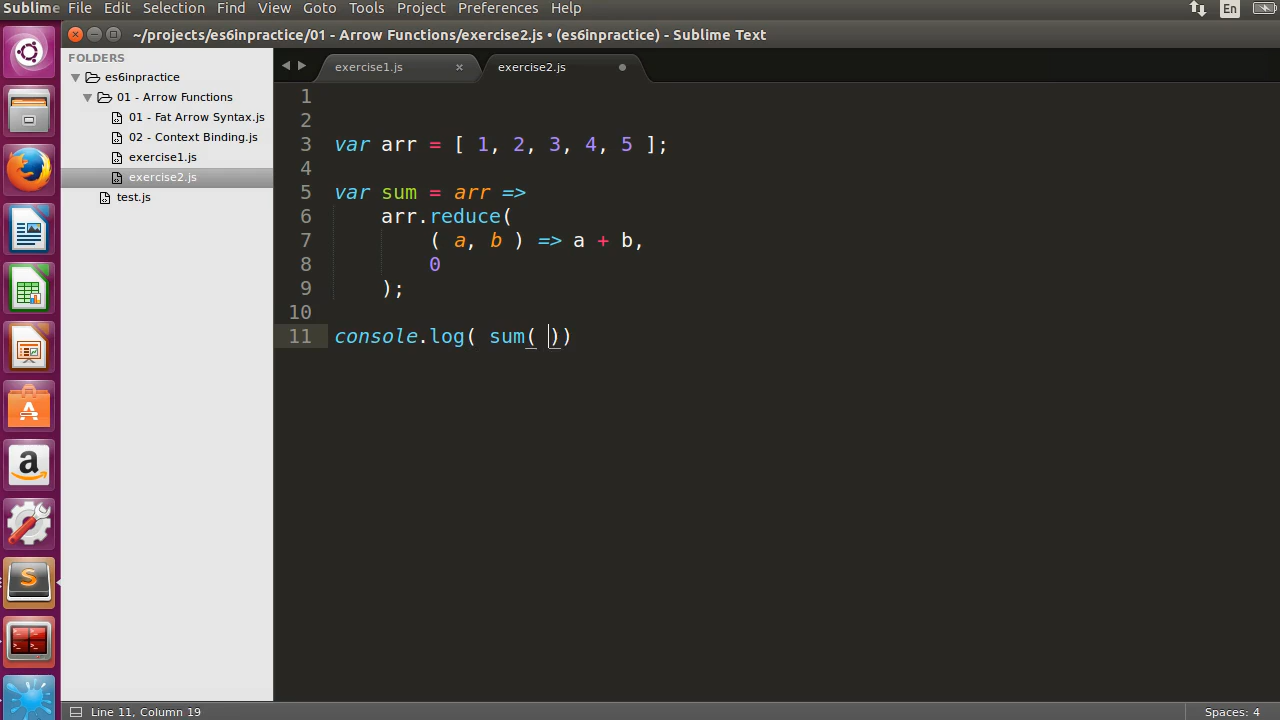 Sublime File Edit Selection Find View Goto Tools Project Preferences Help En
~/projects/es6inpractice/01 - Arrow Functions/exercise2.js • (es6inpractice) - Sublime Text
FOLDERS
es6inpractice
01 - Arrow Functions
01 - Fat Arrow Syntax.js
02 - Context Binding.js
exercise1.js
exercise2.js
test.js
exercise1.js × exercise2.js
1
2
3 var arr = [ 1, 2, 3, 4, 5 ];
4
5 var sum = arr =>
6 arr.reduce(
7 ( a, b ) => a + b,
8 0
9 );
10
11 console.log( sum( ))
Line 11, Column 19 Spaces: 4